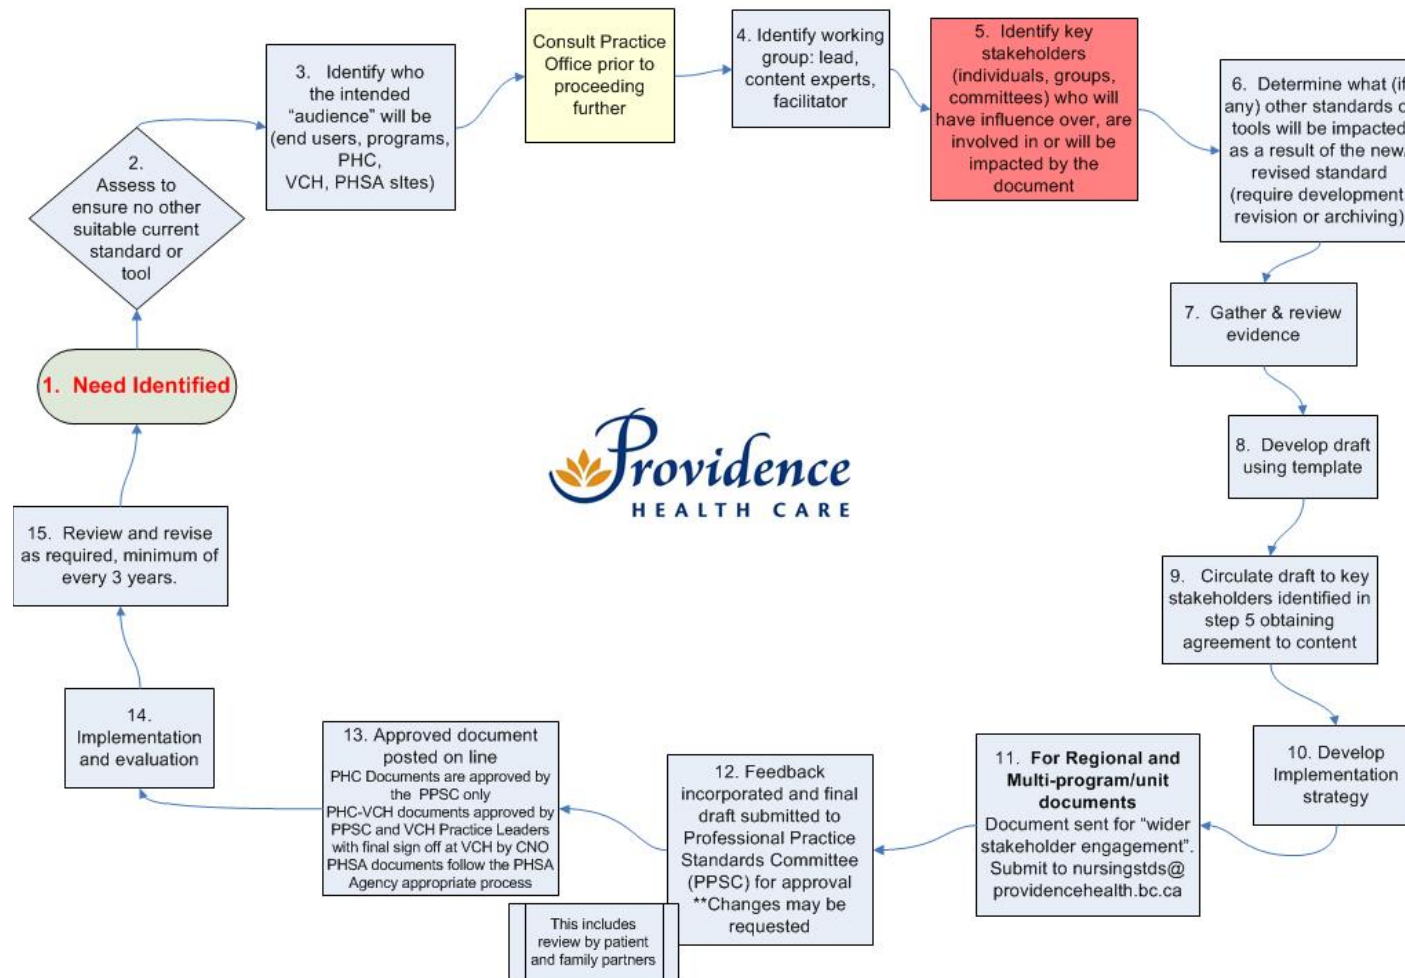 1. Need Identified
2.
Assess to
ensure no other
suitable current
standard or
tool
3. Identify who
the intended
“audience” will be
(end users, programs,
PHC,
VCH, PHSA sItes)
Consult Practice
Office prior to
proceeding
further
4. Identify working
group: lead,
content experts,
facilitator
5. Identify key
stakeholders
(individuals, groups,
committees) who will
have influence over, are
involved in or will be
impacted by the
document
6. Determine what (if
any) other standards o
tools will be impacted
as a result of the new/
revised standard
(require development
revision or archiving)
7. Gather & review
evidence
8. Develop draft
using template
9. Circulate draft to key
stakeholders identified in
step 5 obtaining
agreement to content
10. Develop
Implementation
strategy
11. For Regional and
Multi-program/unit
documents
Document sent for “wider
stakeholder engagement”.
Submit to nursingstds@
providencehealth.bc.ca
12. Feedback
incorporated and final
draft submitted to
Professional Practice
Standards Committee
(PPSC) for approval
**Changes may be
requested
This includes
review by patient
and family partners
13. Approved document
posted on line
PHC Documents are approved by
the PPSC only
PHC-VCH documents approved by
PPSC and VCH Practice Leaders
with final sign off at VCH by CNO
PHSA documents follow the PHSA
Agency appropriate process
14.
Implementation
and evaluation
15. Review and revise
as required, minimum of
every 3 years.
Providence
HEALTH CARE